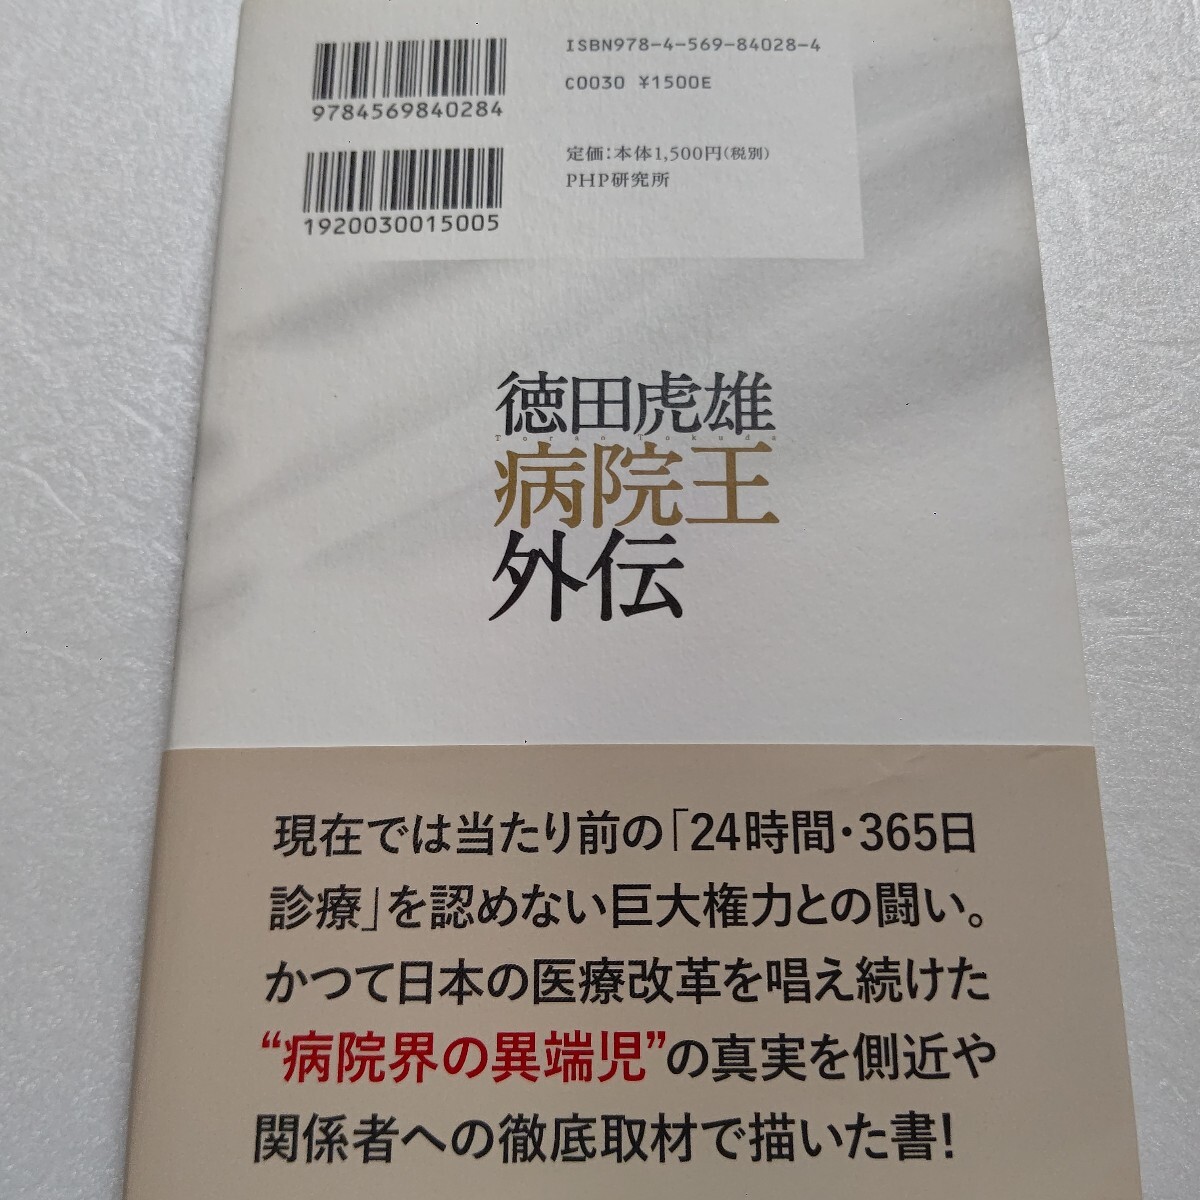 ISBN978-4-569-84028-4
C0030 ¥1500E
9784569840284
定価:本体1,500円(税別)
PHP研究所
1920030015005
徳田虎雄
Torao Tokuda
病院王
外伝
現在では当たり前の「24時間・365日
診療」を認めない巨大権力との闘い。
かつて日本の医療改革を唱え続けた
“病院界の異端児”の真実を側近や
関係者への徹底取材で描いた書!